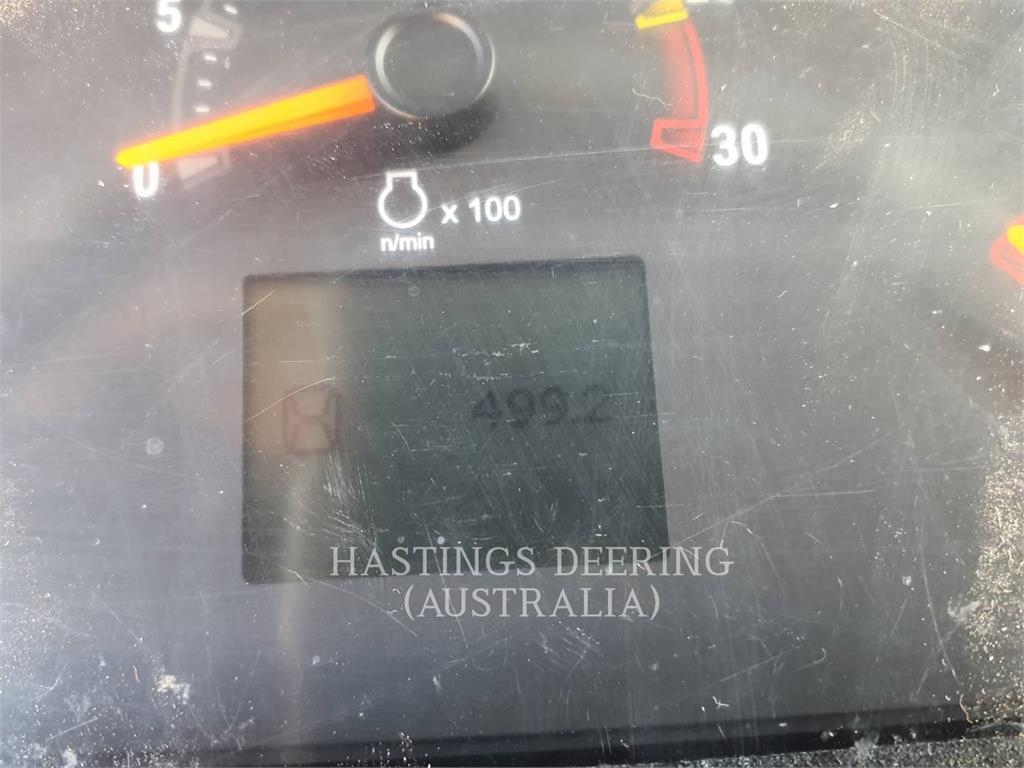 5
0
30
x 100
n/min
499.2
HASTINGS DEERING
(AUSTRALIA)